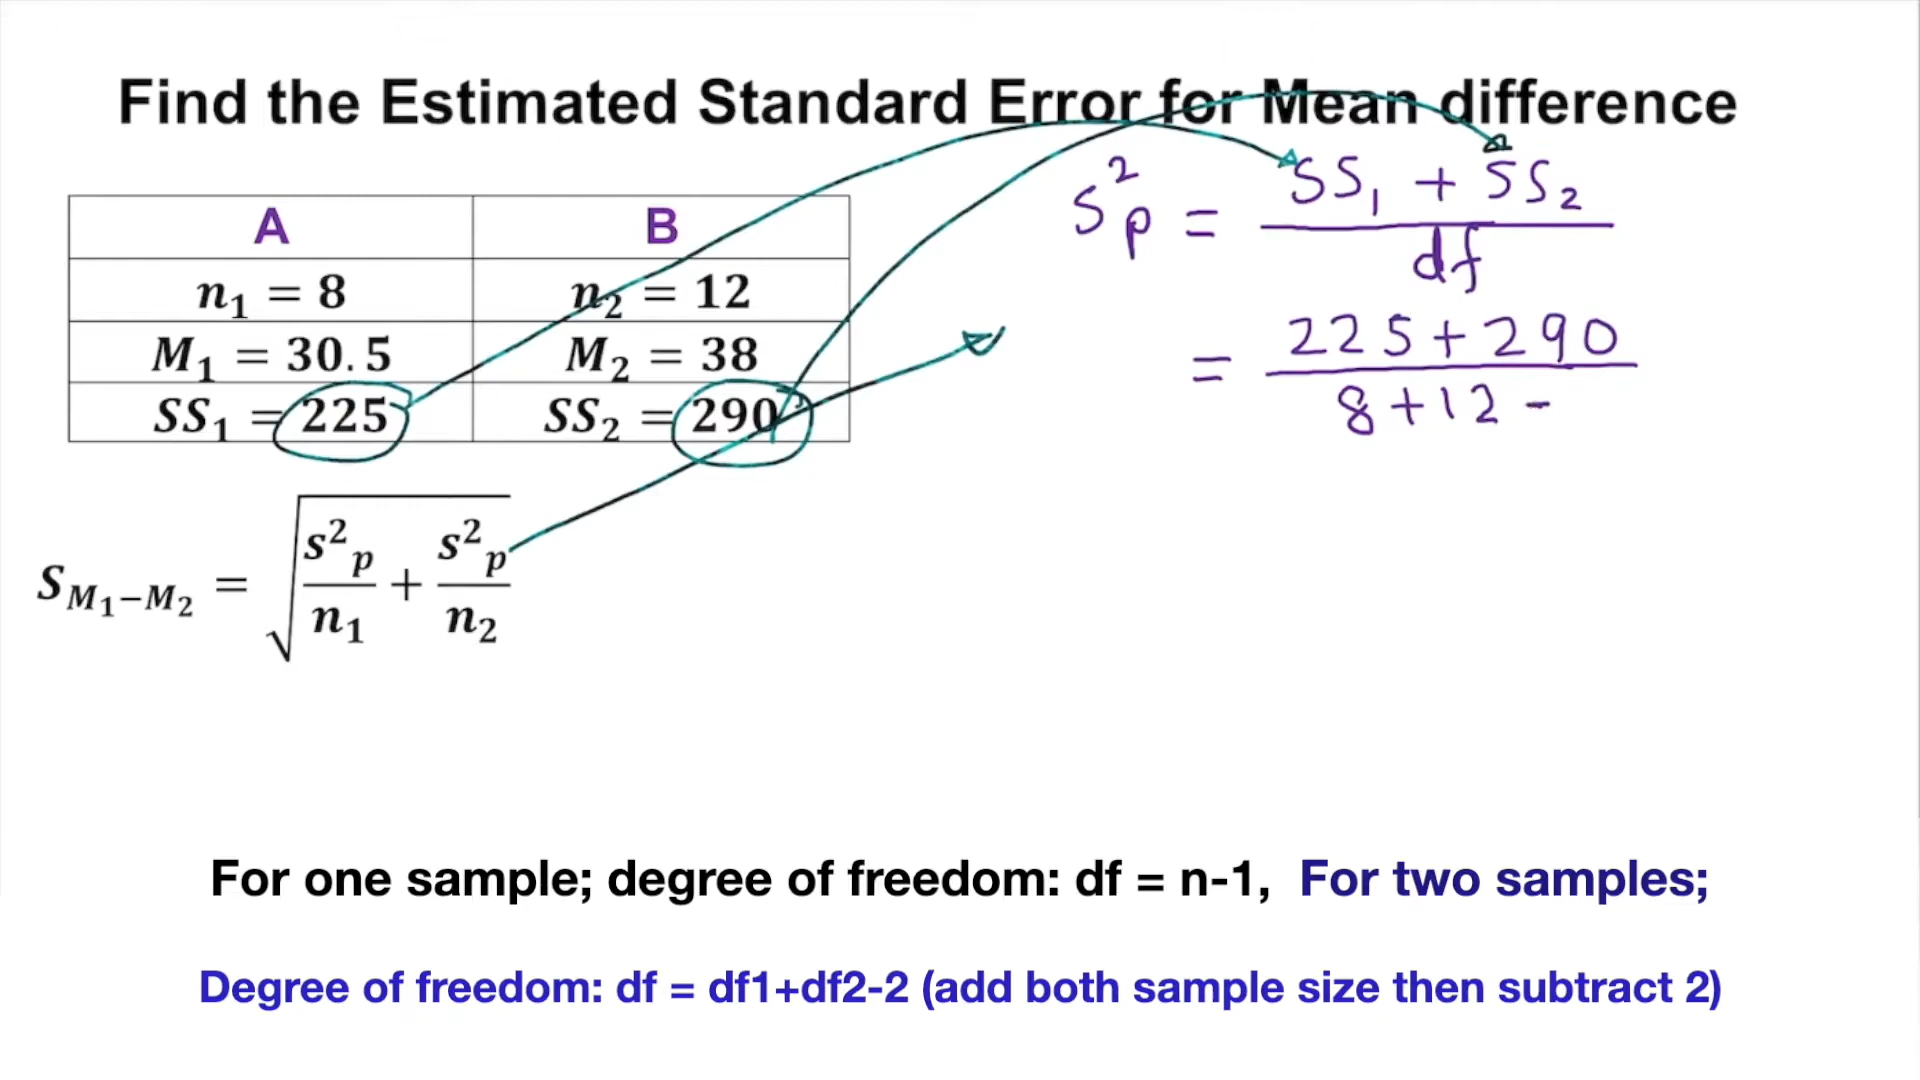 Find the Estimated Standard Error for Mean difference
A B
n₁ = 8 n₂ = 12
M₁ = 30.5 M₂ = 38
SS₁ = 225 SS₂ = 290
S_{M₁−M₂} = √(s²p/n₁ + s²p/n₂)
S²p = (SS₁ + SS₂)/df
= (225+290)/(8+12 -
For one sample; degree of freedom: df = n-1, For two samples;
Degree of freedom: df = df1+df2-2 (add both sample size then subtract 2)